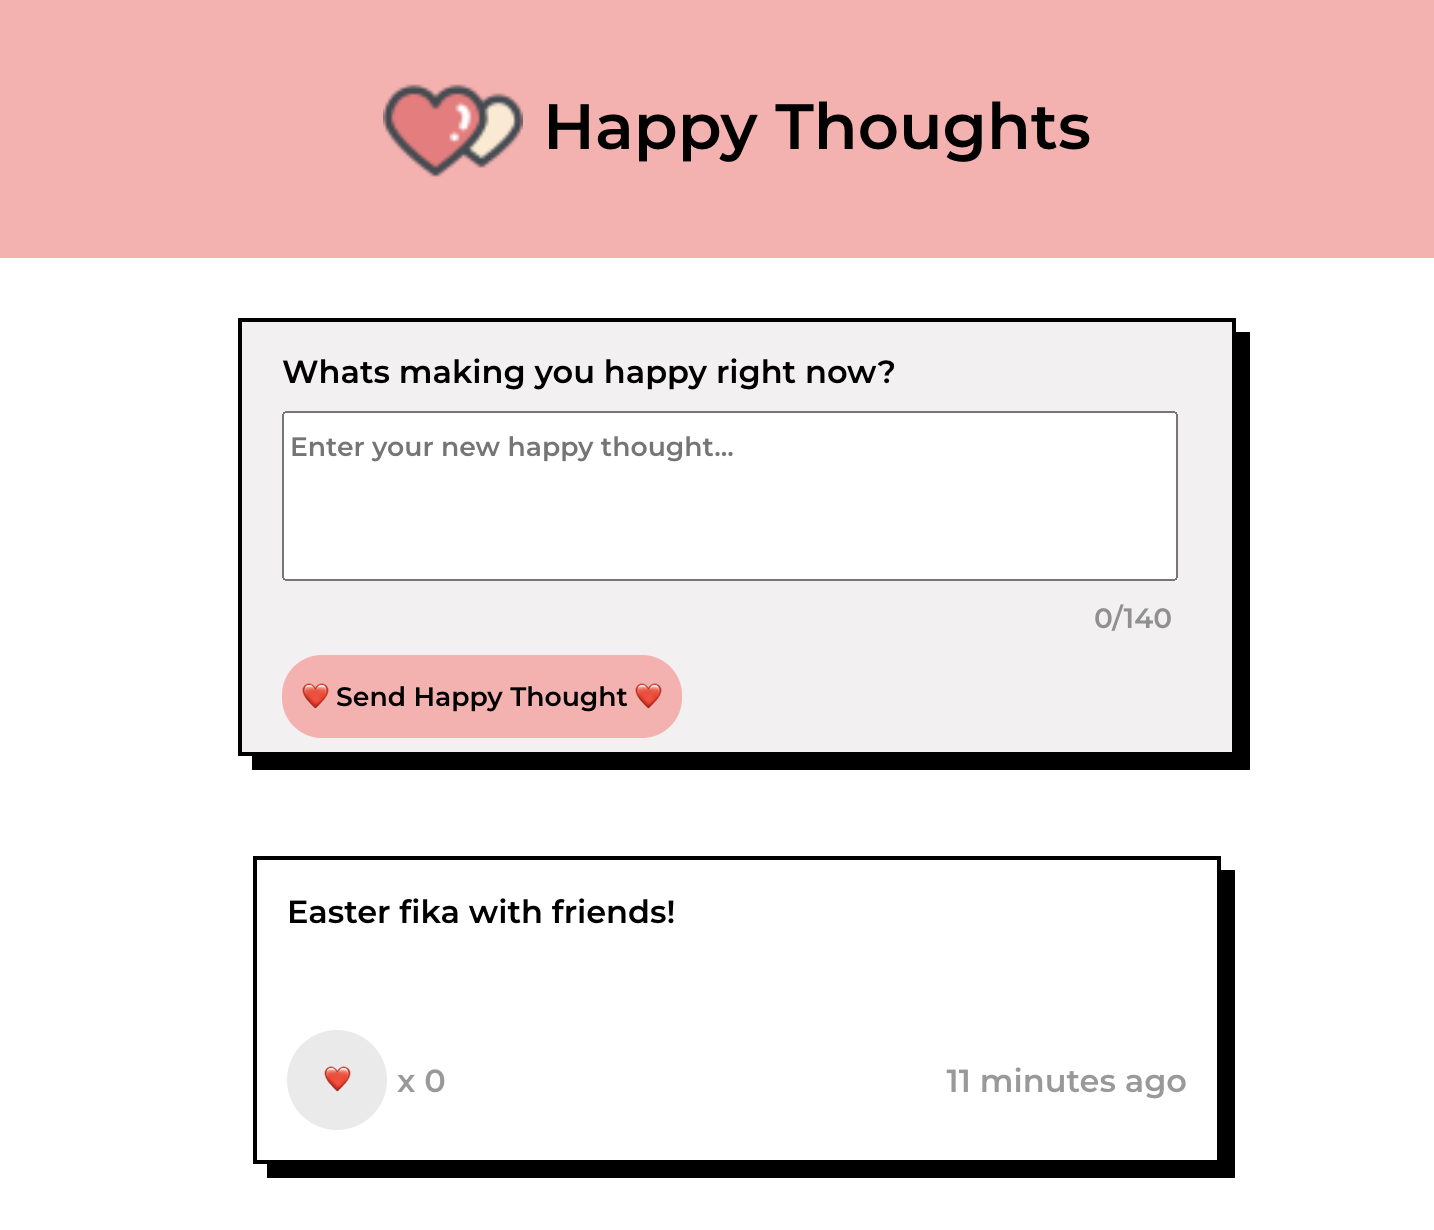 Happy Thoughts
Whats making you happy right now?
Enter your new happy thought...
0/140
❤️ Send Happy Thought ❤️
Easter fika with friends!
❤️ x 0
11 minutes ago